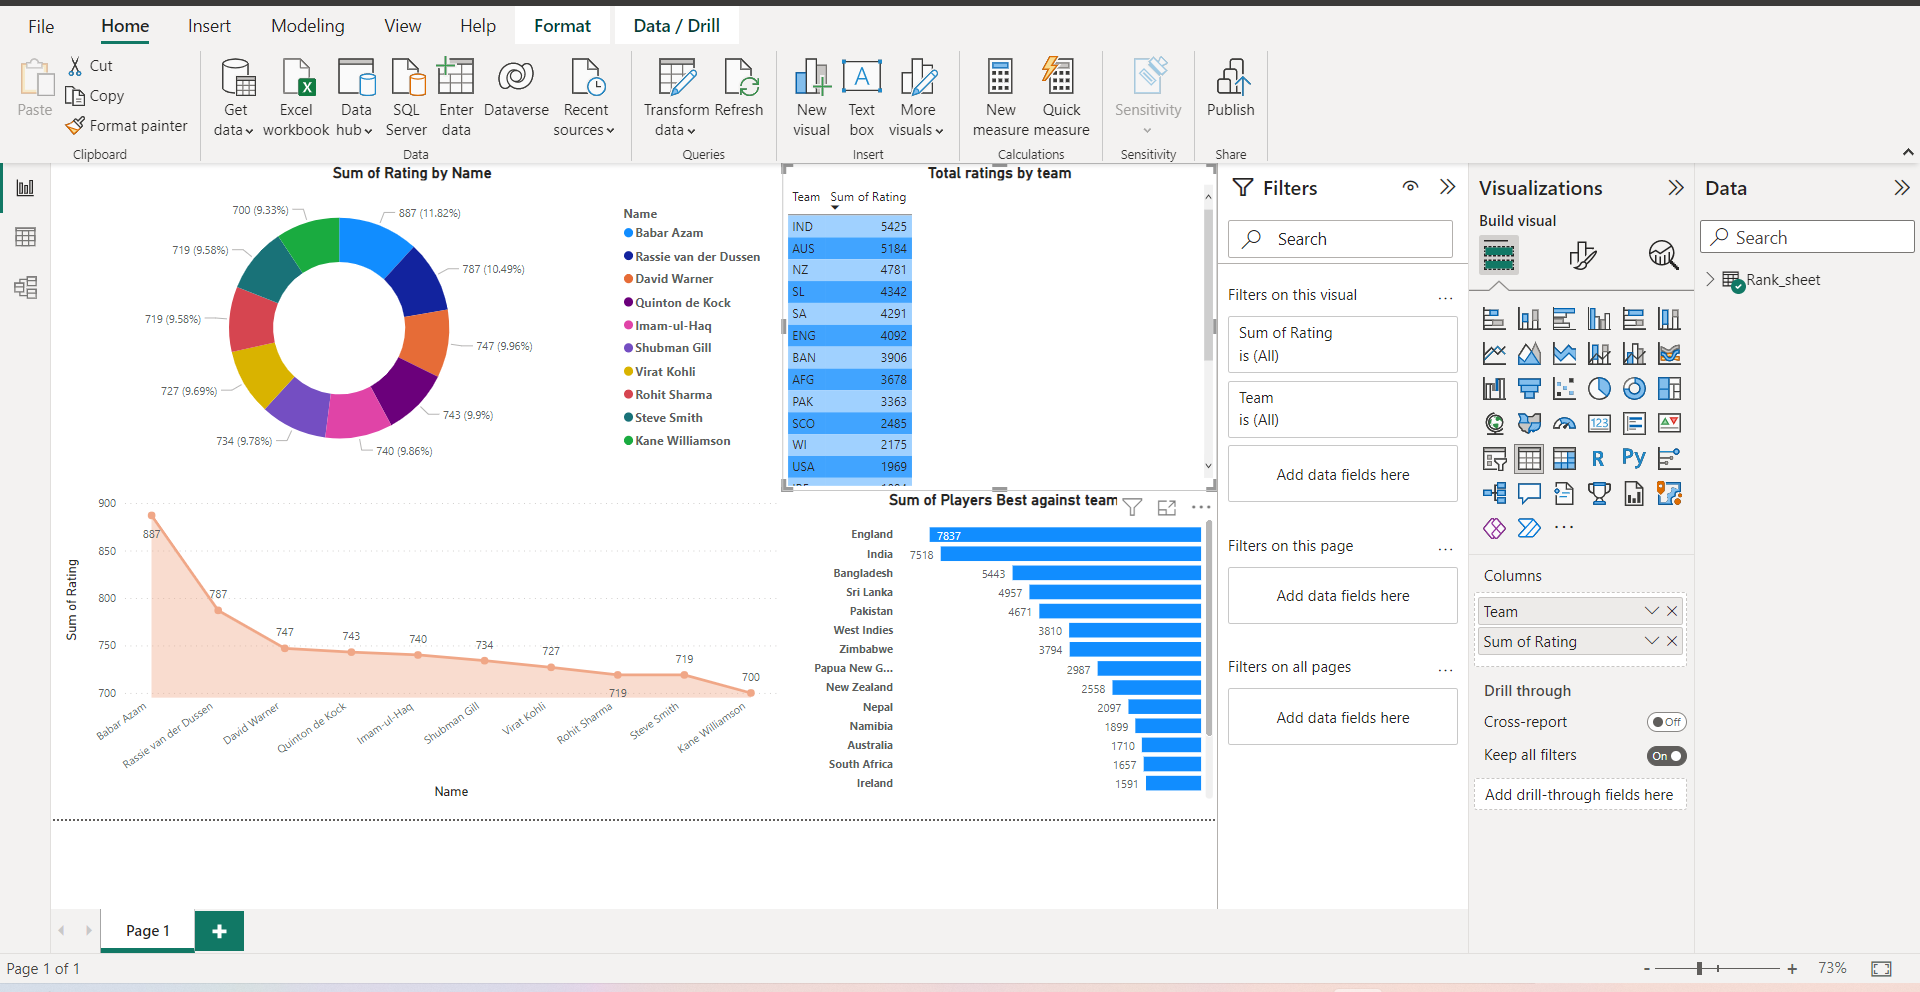 File Home Insert Modeling View Help Format Data / Drill
Paste
Cut
Copy
Format painter
Clipboard
Get data
Excel workbook
Data hub
SQL Server
Enter data
Dataverse
Recent sources
Data
Transform data
Refresh
Queries
New visual
Text box
More visuals
Insert
New measure
Quick measure
Calculations
Sensitivity
Sensitivity
Publish
Share
Sum of Rating by Name
887 (11.82%)
787 (10.49%)
747 (9.96%)
743 (9.9%)
740 (9.86%)
734 (9.78%)
727 (9.69%)
719 (9.58%)
719 (9.58%)
700 (9.33%)
Name
Babar Azam
Rassie van der Dussen
David Warner
Quinton de Kock
Imam-ul-Haq
Shubman Gill
Virat Kohli
Rohit Sharma
Steve Smith
Kane Williamson
Total ratings by team
Team Sum of Rating
IND 5425
AUS 5184
NZ 4781
SL 4342
SA 4291
ENG 4092
BAN 3906
AFG 3678
PAK 3363
SCO 2485
WI 2175
USA 1969
Sum of Rating
900
850
800
750
700
887
787
747
743
740
734
727
719
719
700
Babar Azam
Rassie van der Dussen
David Warner
Quinton de Kock
Imam-ul-Haq
Shubman Gill
Virat Kohli
Rohit Sharma
Steve Smith
Kane Williamson
Name
Sum of Players Best against team
England 7837
India 7518
Bangladesh 5443
Sri Lanka 4957
Pakistan 4671
West Indies 3810
Zimbabwe 3794
Papua New G... 2987
New Zealand 2558
Nepal 2097
Namibia 1899
Australia 1710
South Africa 1657
Ireland 1591
Filters
Search
Filters on this visual ...
Sum of Rating
is (All)
Team
is (All)
Add data fields here
Filters on this page ...
Add data fields here
Filters on all pages ...
Add data fields here
Visualizations
Build visual
123
R
Py
...
Columns
Team
Sum of Rating
Drill through
Cross-report Off
Keep all filters On
Add drill-through fields here
Data
Search
Rank_sheet
Page 1
+
Page 1 of 1
- + 73%